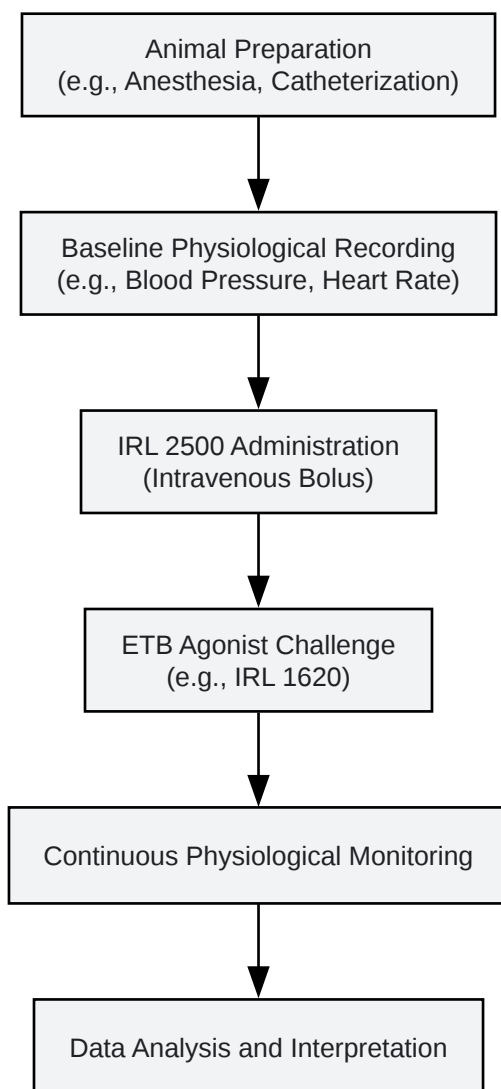 Animal Preparation
(e.g., Anesthesia, Catheterization)
Baseline Physiological Recording
(e.g., Blood Pressure, Heart Rate)
IRL 2500 Administration
(Intravenous Bolus)
ETB Agonist Challenge
(e.g., IRL 1620)
Continuous Physiological Monitoring
Data Analysis and Interpretation